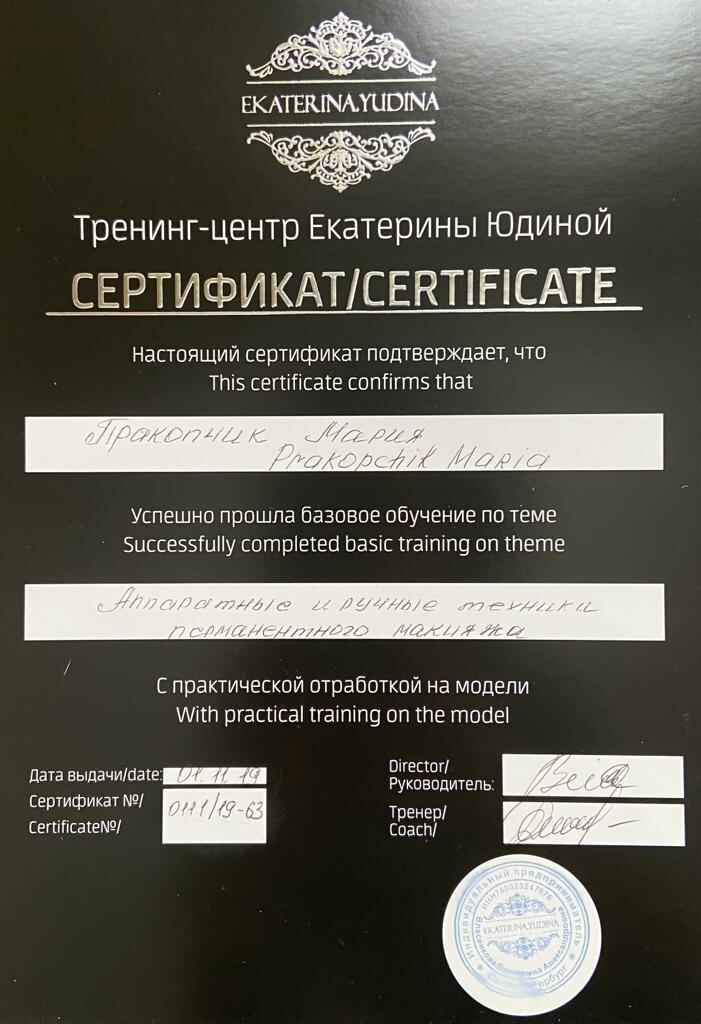 EKATERINA.YUDINA
Тренинг-центр Екатерины Юдиной
СЕРТИФИКАТ/CERTIFICATE
Настоящий сертификат подтверждает, что
This certificate confirms that
Пракопчик Мария
Prakopchik Maria
Успешно прошла базовое обучение по теме
Successfully completed basic training on theme
Аппаратные и ручные техники
перманентного макияжа
С практической отработкой на модели
With practical training on the model
Дата выдачи/date: 01.11.19
Сертификат №/
Certificate№/
0111/19-63
Director/
Руководитель:
Тренер/
Coach/
Индивидуальный предприниматель
EKATERINA.YUDINA